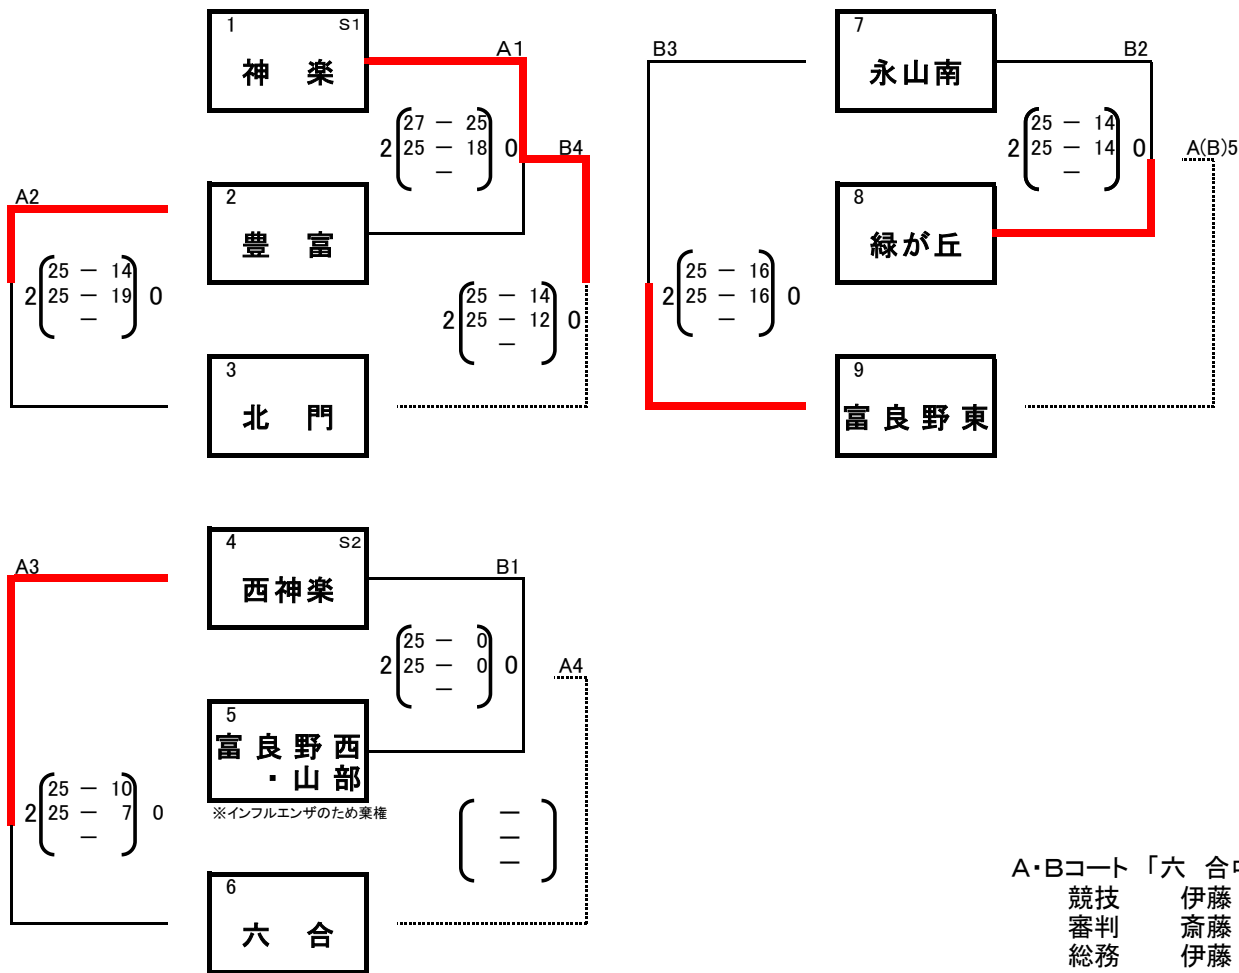 1 S1
神 楽
A1
2 27 ― 25 0
25 ― 18
―
B4
2
豊 富
A2
2 25 ― 14 0
25 ― 19
―
2 25 ― 14 0
25 ― 12
―
3
北 門
7
永山南
B3
B2
2 25 ― 14 0
25 ― 14
―
A(B)5
8
緑が丘
2 25 ― 16 0
25 ― 16
―
9
富良野東
4 S2
西神楽
A3
B1
2 25 ― 0 0
25 ― 0
―
A4
5
富良野西
・山部
※インフルエンザのため棄権
2 25 ― 10 0
25 ― 7
―
―
―
―
6
六 合
A・Bコート 「六 合
競技 伊藤
審判 斎藤
総務 伊藤